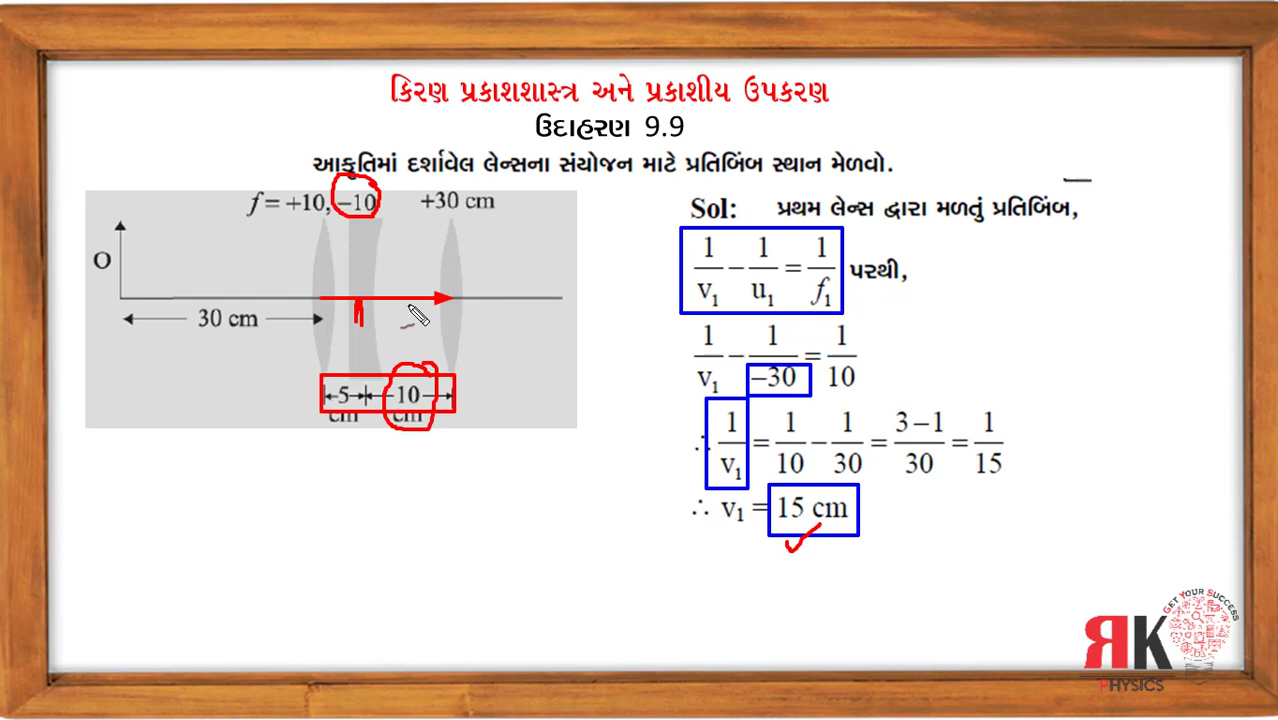 કિરણ પ્રકાશશાસ્ત્ર અને પ્રકાશીય ઉપકરણ
ઉદાહરણ 9.9
આકૃતિમાં દર્શાવેલ લેન્સના સંયોજન માટે પ્રતિબિંબ સ્થાન મેળવો.
f = +10, –10 +30 cm
O
30 cm
5 10
cm cm
Sol: પ્રથમ લેન્સ દ્વારા મળતું પ્રતિબિંબ,
1/v₁ – 1/u₁ = 1/f₁ પરથી,
1/v₁ – 1/–30 = 1/10
∴ 1/v₁ = 1/10 – 1/30 = 3–1/30 = 1/15
∴ v₁ = 15 cm
GET YOUR SUCCESS
RK
PHYSICS